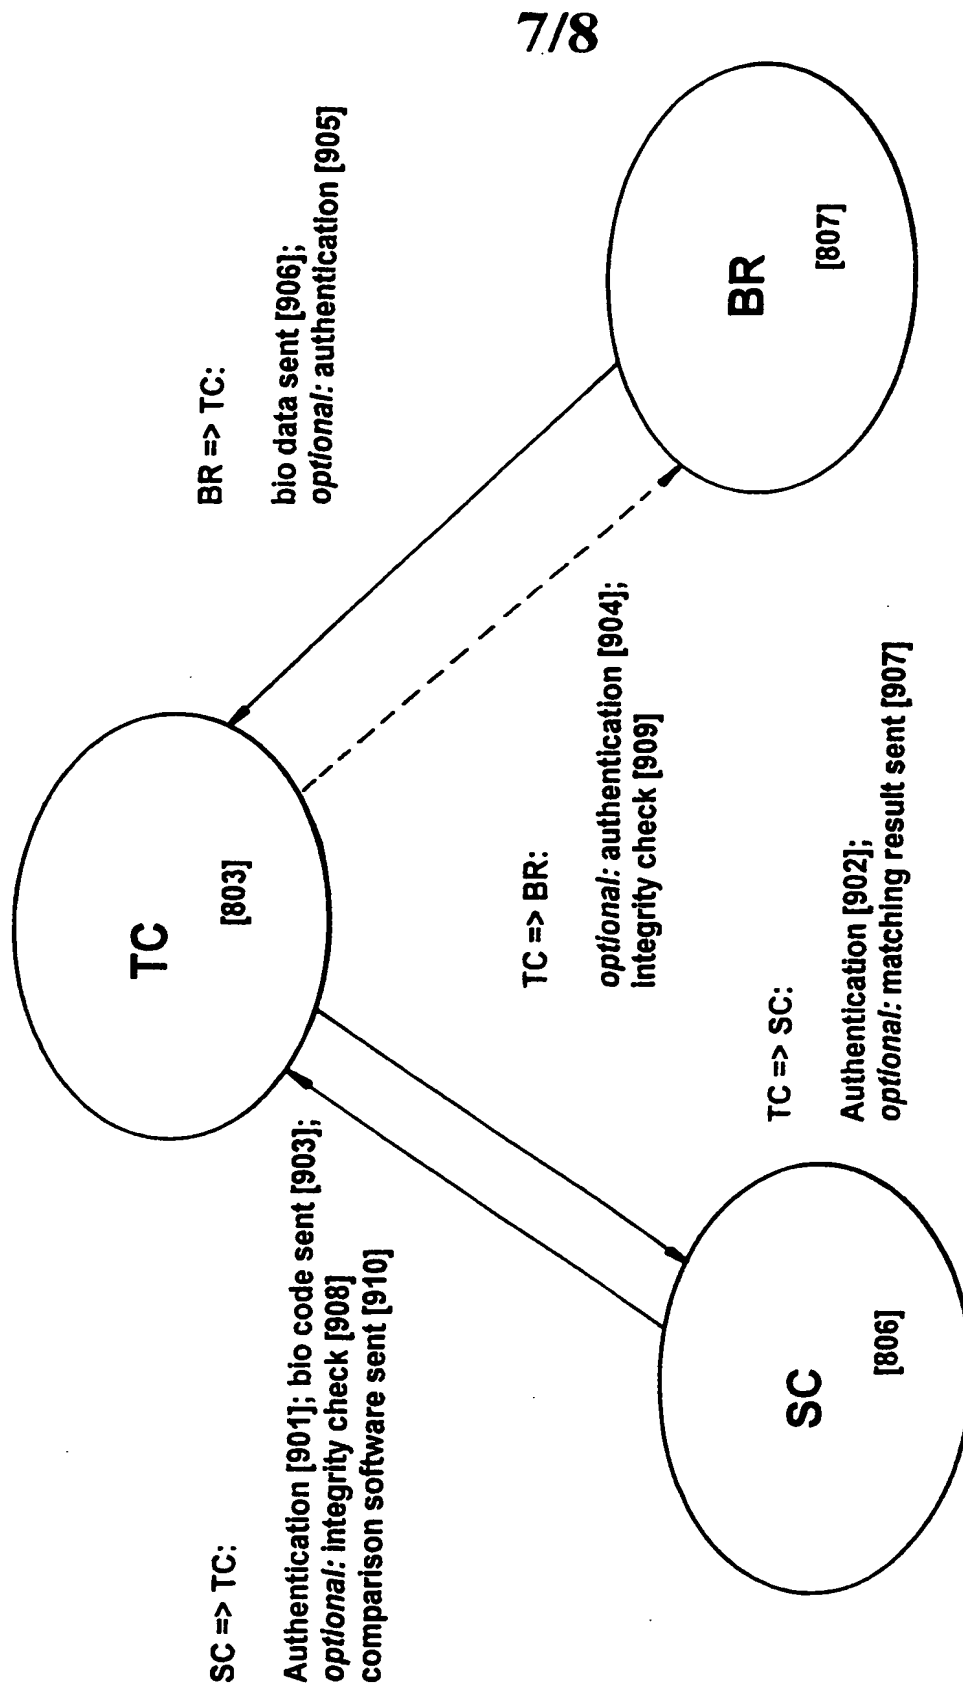 7/8
SC => TC:
Authentication [901]; bio code sent [903];
optional: integrity check [908]
comparison software sent [910]
TC
[803]
BR => TC:
bio data sent [906];
optional: authentication [905]
TC => BR:
optional: authentication [904];
integrity check [909]
TC => SC:
Authentication [902];
optional: matching result sent [907]
SC
[806]
BR
[807]